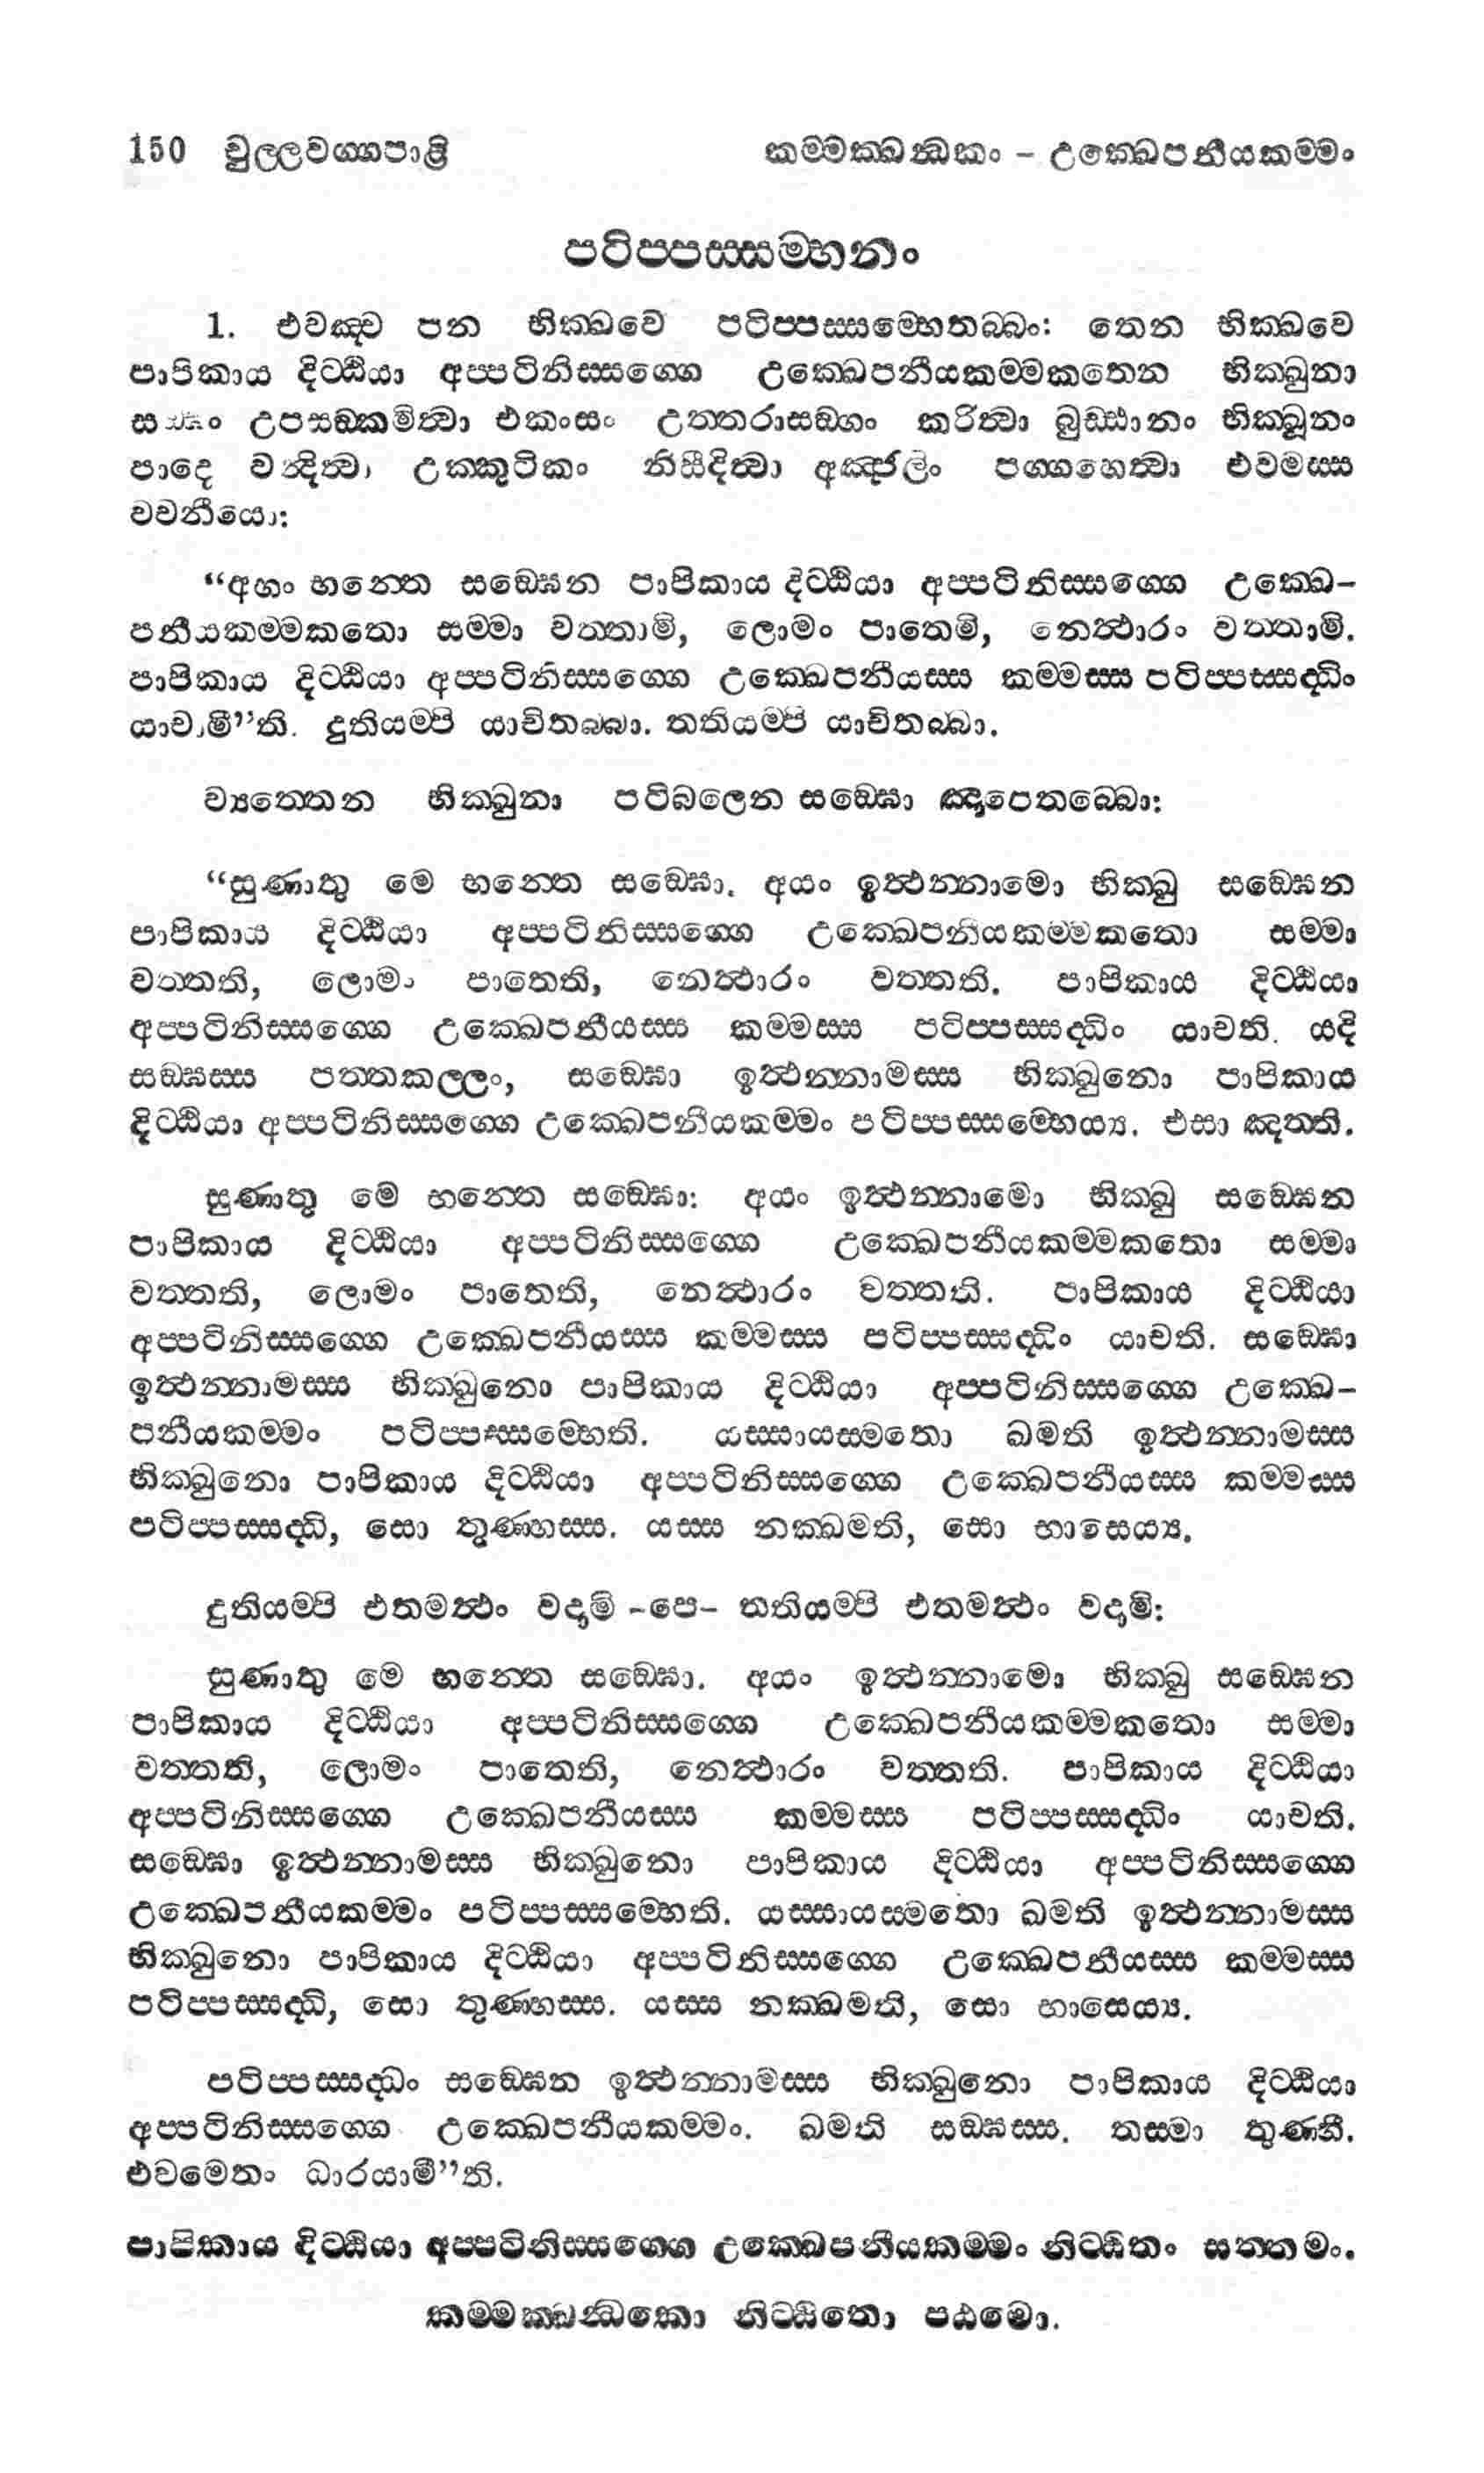 150 චුල්ලවග්ගපාළි කම්මක්ඛන්ධකං – උක්ඛෙපනීයකම්මං
පටිප්පස්සම්භනං
1. එවඤ්ච පන භික්ඛවෙ පටිප්පස්සම්භෙතබ්බං: තෙන භික්ඛවෙ
පාපිකාය දිට්ඨියා අප්පටිනිස්සග්ගෙ උක්ඛෙපනීයකම්මකතෙන භික්ඛුනා
උපසඞ්කමිත්වා එකංසං උත්තරාසඞ්ගං කරිත්වා බුඩ්ඪානං භික්ඛූනං
පාදෙ වන්දිත්වා උක්කුටිකං නිසීදිත්වා අඤ්ජලිං පග්ගහෙත්වා එවමස්ස
වචනීයො:
“අහං භන්තෙ සඞ්ඝෙන පාපිකාය දිට්ඨියා අප්පටිනිස්සග්ගෙ උක්ඛෙ–
පනීයකම්මකතො සම්මා වත්තාමි, ලොමං පාතෙමි, නෙත්ථාරං වත්තාමි.
පාපිකාය දිට්ඨියා අප්පටිනිස්සග්ගෙ උක්ඛෙපනීයස්ස කම්මස්ස පටිප්පස්සද්ධිං
යාචාමී”ති. දුතියම්පි යාචිතබ්බා. තතියම්පි යාචිතබ්බා.
ව්‍යත්තෙන භික්ඛුනා පටිබලෙන සඞ්ඝො ඤාපෙතබ්බො:
“සුණාතු මෙ භන්තෙ සඞ්ඝො. අයං ඉත්ථන්නාමො භික්ඛු සඞ්ඝෙන
පාපිකාය දිට්ඨියා අප්පටිනිස්සග්ගෙ උක්ඛෙපනියකම්මකතො සම්මා
වත්තති, ලොමං පාතෙති, නෙත්ථාරං වත්තති. පාපිකාය දිට්ඨියා
අප්පටිනිස්සග්ගෙ උක්ඛෙපනීයස්ස කම්මස්ස පටිප්පස්සද්ධිං යාචති. යදි
සඞ්ඝස්ස පත්තකල්ලං, සඞ්ඝො ඉත්ථන්නාමස්ස භික්ඛුනො පාපිකාය
දිට්ඨියා අප්පටිනිස්සග්ගෙ උක්ඛෙපනීයකම්මං පටිප්පස්සම්භෙය්‍ය. එසා ඤත්ති.
සුණාතු මෙ භන්තෙ සඞ්ඝො: අයං ඉත්ථන්නාමො භික්ඛු සඞ්ඝෙන
පාපිකාය දිට්ඨියා අප්පටිනිස්සග්ගෙ උක්ඛෙපනීයකම්මකතො සම්මා
වත්තති, ලොමං පාතෙති, නෙත්ථාරං වත්තති. පාපිකාය දිට්ඨියා
අප්පටිනිස්සග්ගෙ උක්ඛෙපනීයස්ස කම්මස්ස පටිප්පස්සද්ධිං යාචති. සඞ්ඝො
ඉත්ථන්නාමස්ස භික්ඛුනො පාපිකාය දිට්ඨියා අප්පටිනිස්සග්ගෙ උක්ඛෙ–
පනීයකම්මං පටිප්පස්සම්භෙති. යස්සායස්මතො ඛමති ඉත්ථන්නාමස්ස
භික්ඛුනො පාපිකාය දිට්ඨියා අප්පටිනිස්සග්ගෙ උක්ඛෙපනීයස්ස කම්මස්ස
පටිප්පස්සද්ධි, සො තුණ්හස්ස. යස්ස නක්ඛමති, සො භාසෙය්‍ය.
දුතියම්පි එතමත්ථං වදාමි –පෙ– තතියම්පි එතමත්ථං වදාමි:
සුණාතු මෙ භන්තෙ සඞ්ඝො. අයං ඉත්ථන්නාමො භික්ඛු සඞ්ඝෙන
පාපිකාය දිට්ඨියා අප්පටිනිස්සග්ගෙ උක්ඛෙපනීයකම්මකතො සම්මා
වත්තති, ලොමං පාතෙති, නෙත්ථාරං වත්තති. පාපිකාය දිට්ඨියා
අප්පටිනිස්සග්ගෙ උක්ඛෙපනීයස්ස කම්මස්ස පටිප්පස්සද්ධිං යාචති.
සඞ්ඝො ඉත්ථන්නාමස්ස භික්ඛුනො පාපිකාය දිට්ඨියා අප්පටිනිස්සග්ගෙ
උක්ඛෙපනීයකම්මං පටිප්පස්සම්භෙති. යස්සායස්මතො ඛමති ඉත්ථන්නාමස්ස
භික්ඛුනො පාපිකාය දිට්ඨියා අප්පටිනිස්සග්ගෙ උක්ඛෙපනීයස්ස කම්මස්ස
පටිප්පස්සද්ධි, සො තුණ්හස්ස. යස්ස නක්ඛමති, සො භාසෙය්‍ය.
පටිප්පස්සද්ධං සඞ්ඝෙන ඉත්ථන්නාමස්ස භික්ඛුනො පාපිකාය දිට්ඨියා
අප්පටිනිස්සග්ගෙ උක්ඛෙපනීයකම්මං. ඛමති සඞ්ඝස්ස. තස්මා තුණ්හී.
එවමෙතං ධාරයාමී”ති.
පාපිකාය දිට්ඨියා අප්පටිනිස්සග්ගෙ උක්ඛෙපනීයකම්මං නිට්ඨිතං සත්තමං.
කම්මක්ඛන්ධකො නිට්ඨිතො පඨමො.